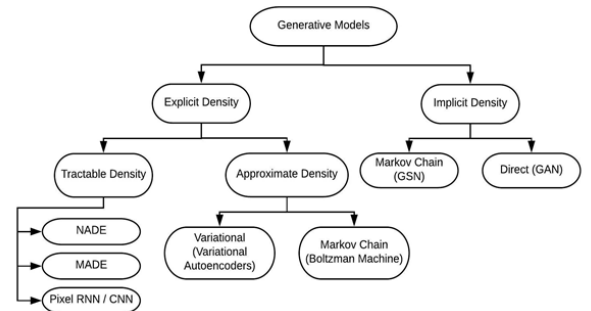 Generative Models
Explicit Density
Implicit Density
Tractable Density
Approximate Density
Markov Chain
(GSN)
Direct (GAN)
NADE
MADE
Pixel RNN / CNN
Variational
(Variational
Autoencoders)
Markov Chain
(Boltzman Machine)